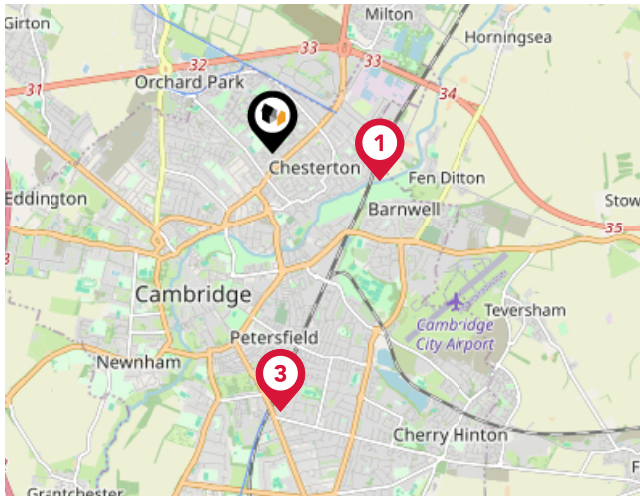 Girton
Milton
Horningsea
33
32
33
31
Orchard Park
34
1
Chesterton
Fen Ditton
Eddington
Barnwell
Stow
35
3
Cambridge
Teversham
Cambridge
City Airport
Petersfield
Newnham
3
Cherry Hinton
F
Grantchester